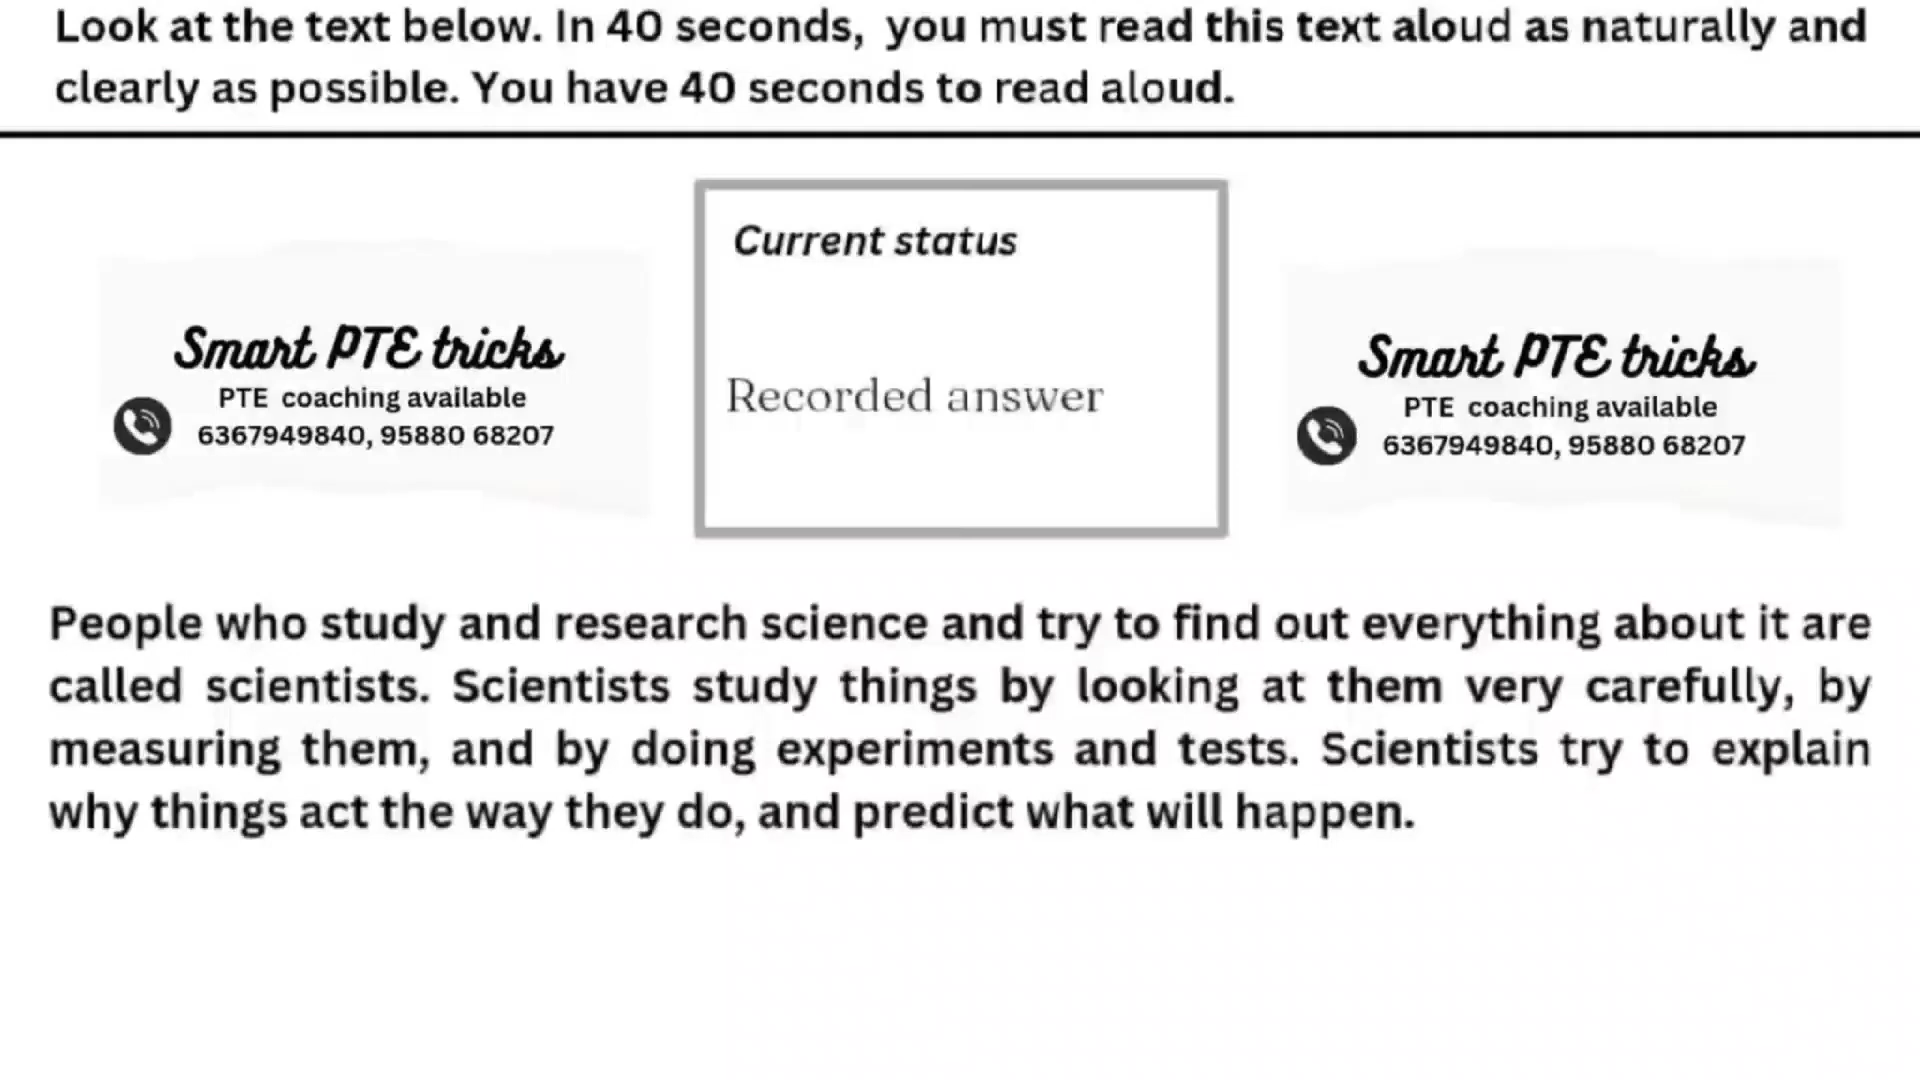 Look at the text below. In 40 seconds, you must read this text aloud as naturally and
clearly as possible. You have 40 seconds to read aloud.
Current status
Recorded answer
Smart PTE tricks
PTE coaching available
6367949840, 95880 68207
Smart PTE tricks
PTE coaching available
6367949840, 95880 68207
People who study and research science and try to find out everything about it are
called scientists. Scientists study things by looking at them very carefully, by
measuring them, and by doing experiments and tests. Scientists try to explain
why things act the way they do, and predict what will happen.